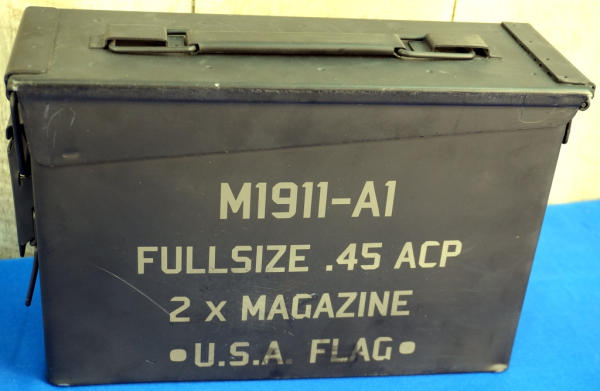 M1911-A1
FULLSIZE .45 ACP
2 x MAGAZINE
•U.S.A. FLAG•